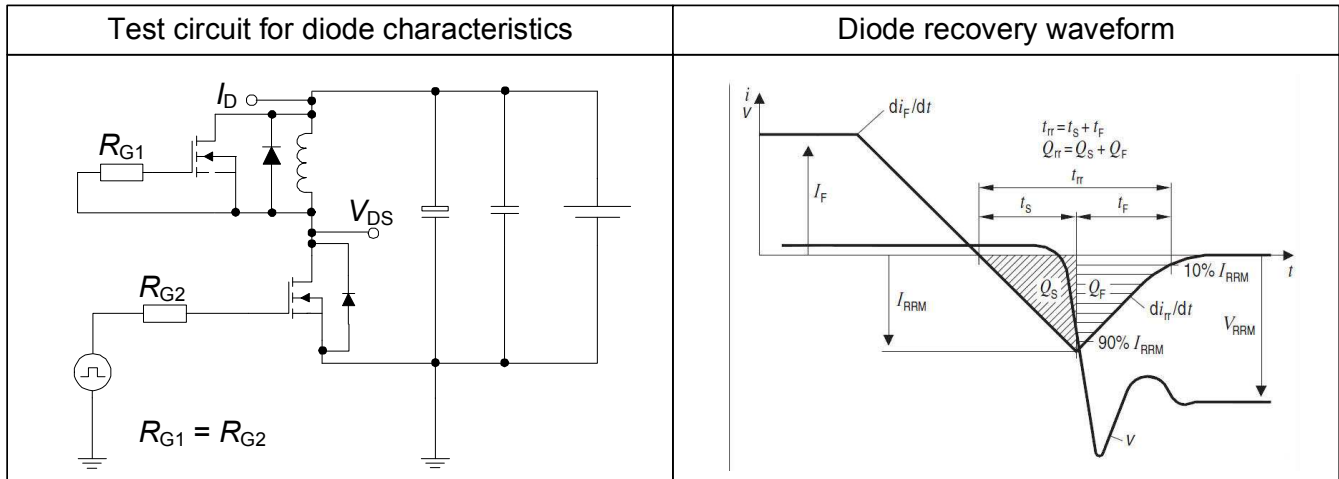 Test circuit for diode characteristics
Diode recovery waveform
I_D
R_G1
V_DS
R_G2
R_G1 = R_G2
i
v
di_F/dt
t_rr = t_S + t_F
Q_rr = Q_S + Q_F
t_rr
t_S
t_F
I_F
10% I_RRM
t
Q_S
Q_F
I_RRM
di_rr/dt
V_RRM
90% I_RRM
v